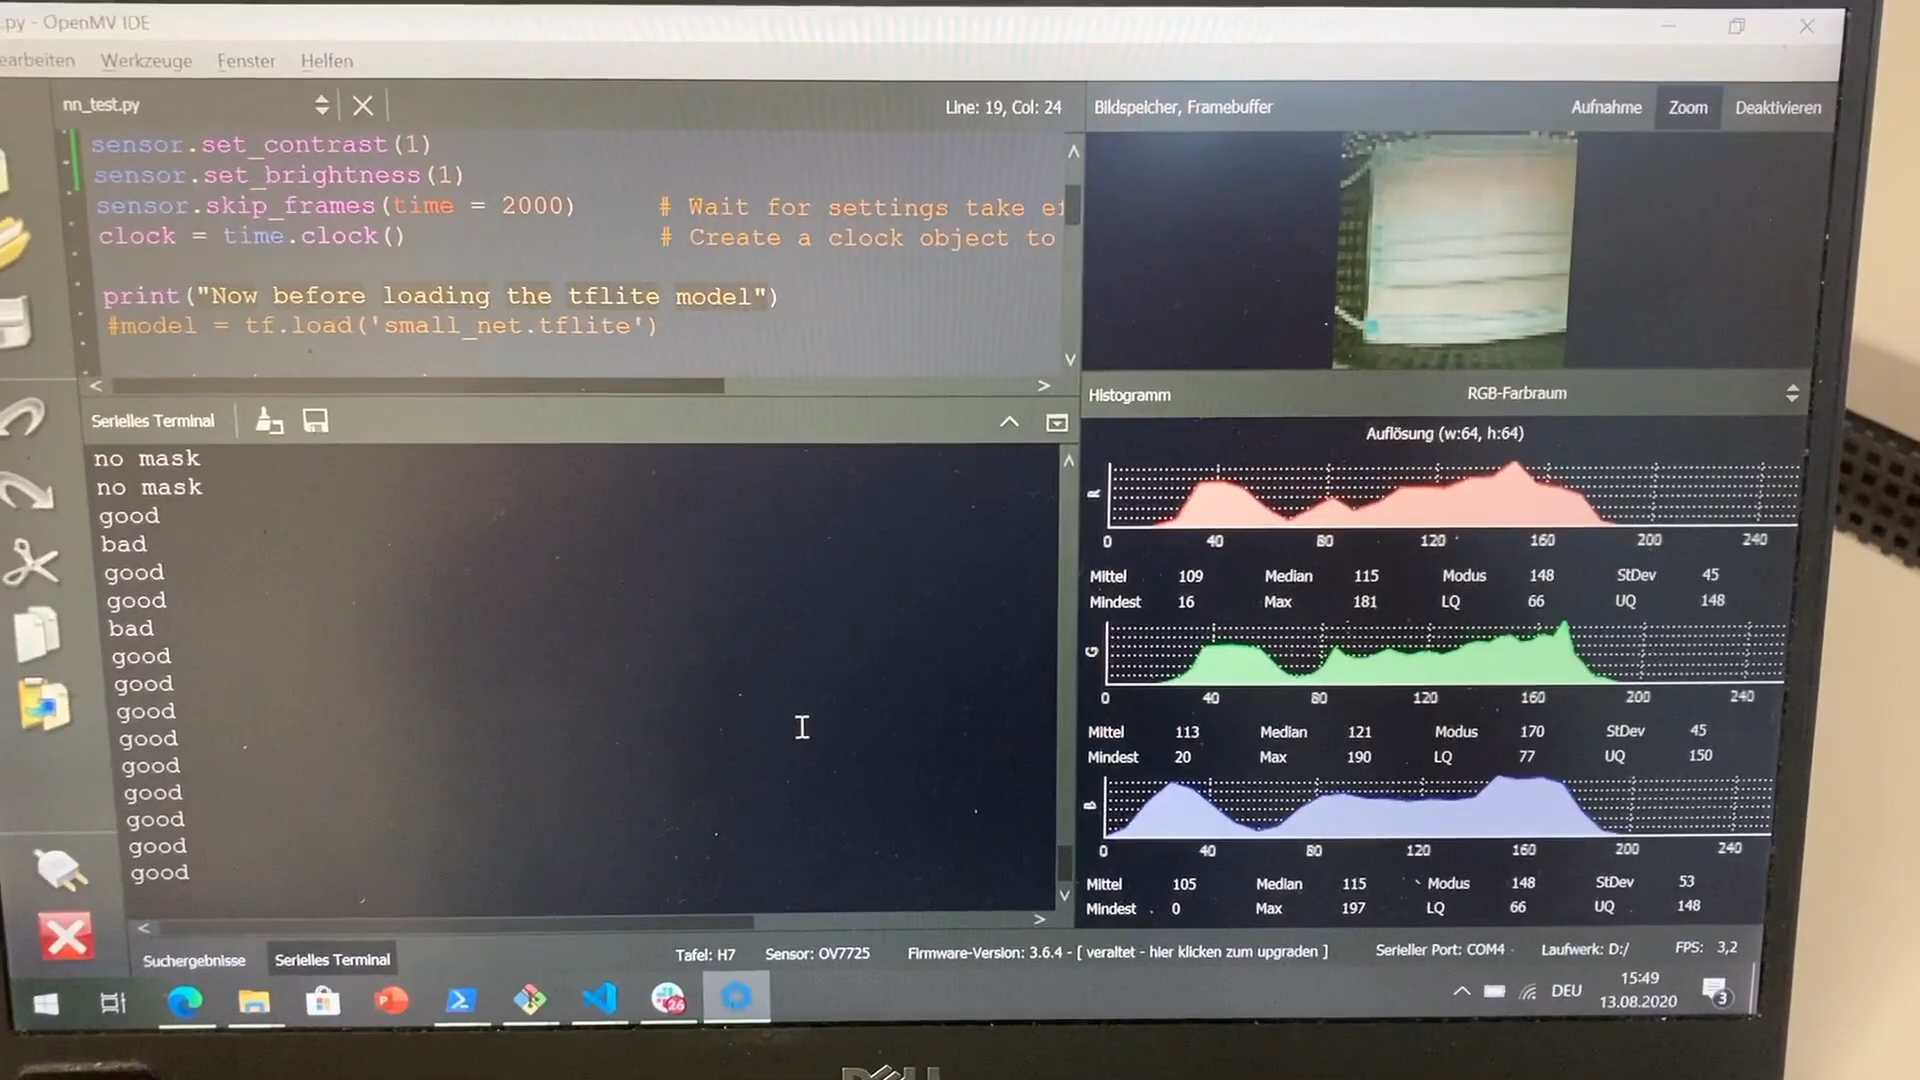 .py - OpenMV IDE
earbeiten Werkzeuge Fenster Helfen
nn_test.py Line: 19, Col: 24
sensor.set_contrast(1)
sensor.set_brightness(1)
sensor.skip_frames(time = 2000) # Wait for settings take ef
clock = time.clock() # Create a clock object to
print("Now before loading the tflite model")
#model = tf.load('small_net.tflite')
Serielles Terminal
no mask
no mask
good
bad
good
good
bad
good
good
good
good
good
good
good
good
good
Suchergebnisse Serielles Terminal
Bildspeicher, Framebuffer Aufnahme Zoom Deaktivieren
Histogramm RGB-Farbraum
Auflösung (w:64, h:64)
R
0 40 80 120 160 200 240
Mittel 109 Median 115 Modus 148 StDev 45
Mindest 16 Max 181 LQ 66 UQ 148
G
0 40 80 120 160 200 240
Mittel 113 Median 121 Modus 170 StDev 45
Mindest 20 Max 190 LQ 77 UQ 150
B
0 40 80 120 160 200 240
Mittel 105 Median 115 Modus 148 StDev 53
Mindest 0 Max 197 LQ 66 UQ 148
Tafel: H7 Sensor: OV7725 Firmware-Version: 3.6.4 - [ veraltet - hier klicken zum upgraden ] Serieller Port: COM4 Laufwerk: D:/ FPS: 3,2
26
DEU
15:49
13.08.2020
3
DELL